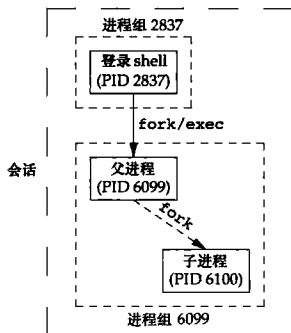 进程组 2837
登录 shell
(PID 2837)
fork/exec
会话
父进程
(PID 6099)
fork
子进程
(PID 6100)
进程组 6099